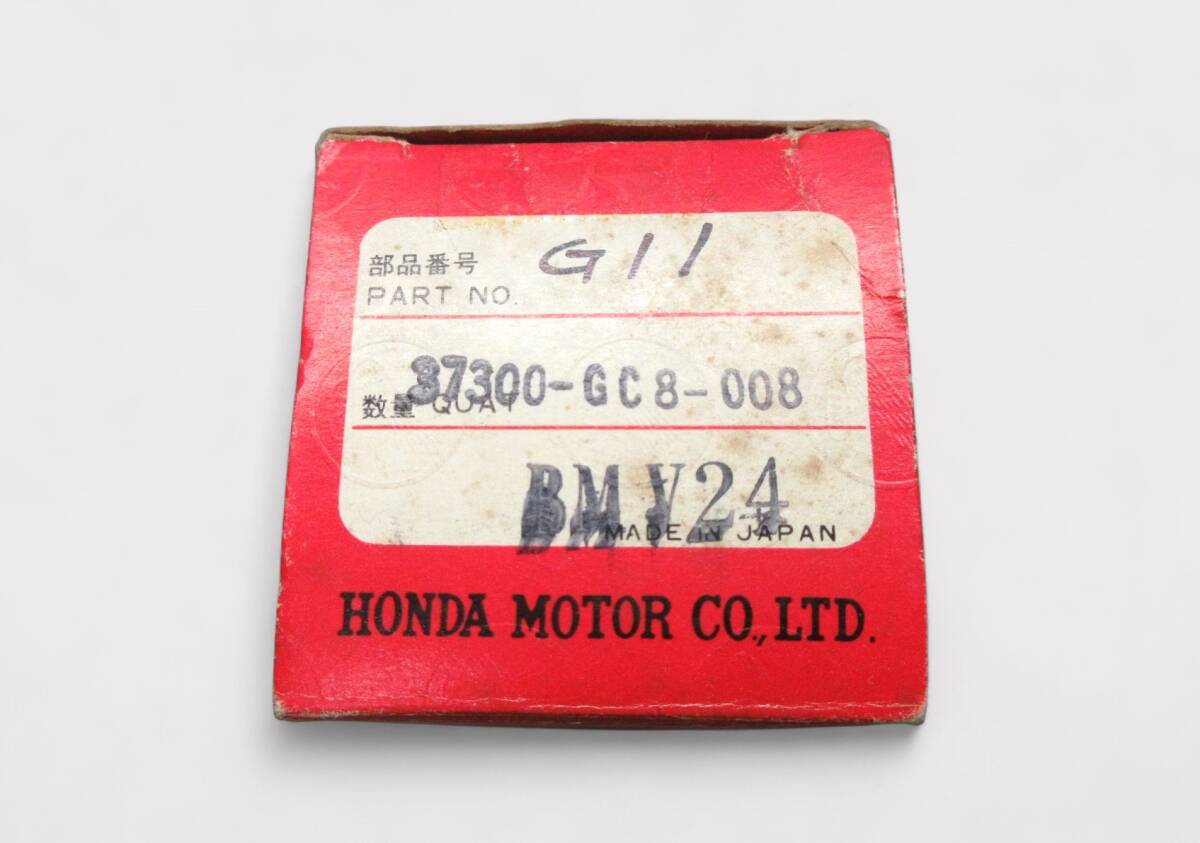 部品番号 G11
PART NO.
37300-GC8-008
数量 QUAY
BMY24
MADE IN JAPAN
HONDA MOTOR CO., LTD.